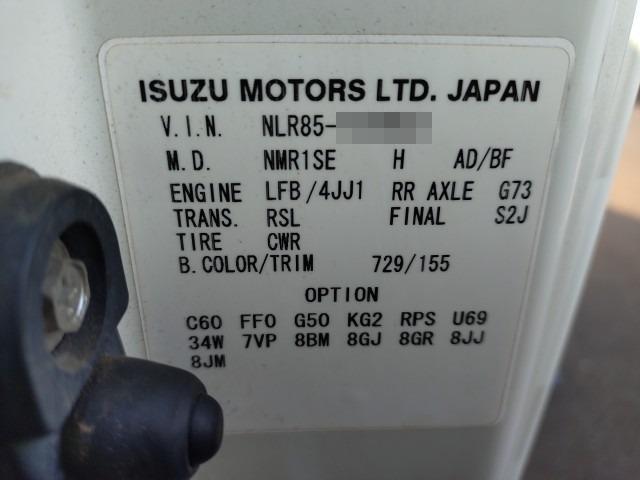 ISUZU MOTORS LTD. JAPAN
V.I.N. NLR85-
M.D. NMR1SE H AD/BF
ENGINE LFB/4JJ1 RR AXLE G73
TRANS. RSL FINAL S2J
TIRE CWR
B.COLOR/TRIM 729/155
OPTION
C60 FF0 G50 KG2 RPS U69
34W 7VP 8BM 8GJ 8GR 8JJ
8JM